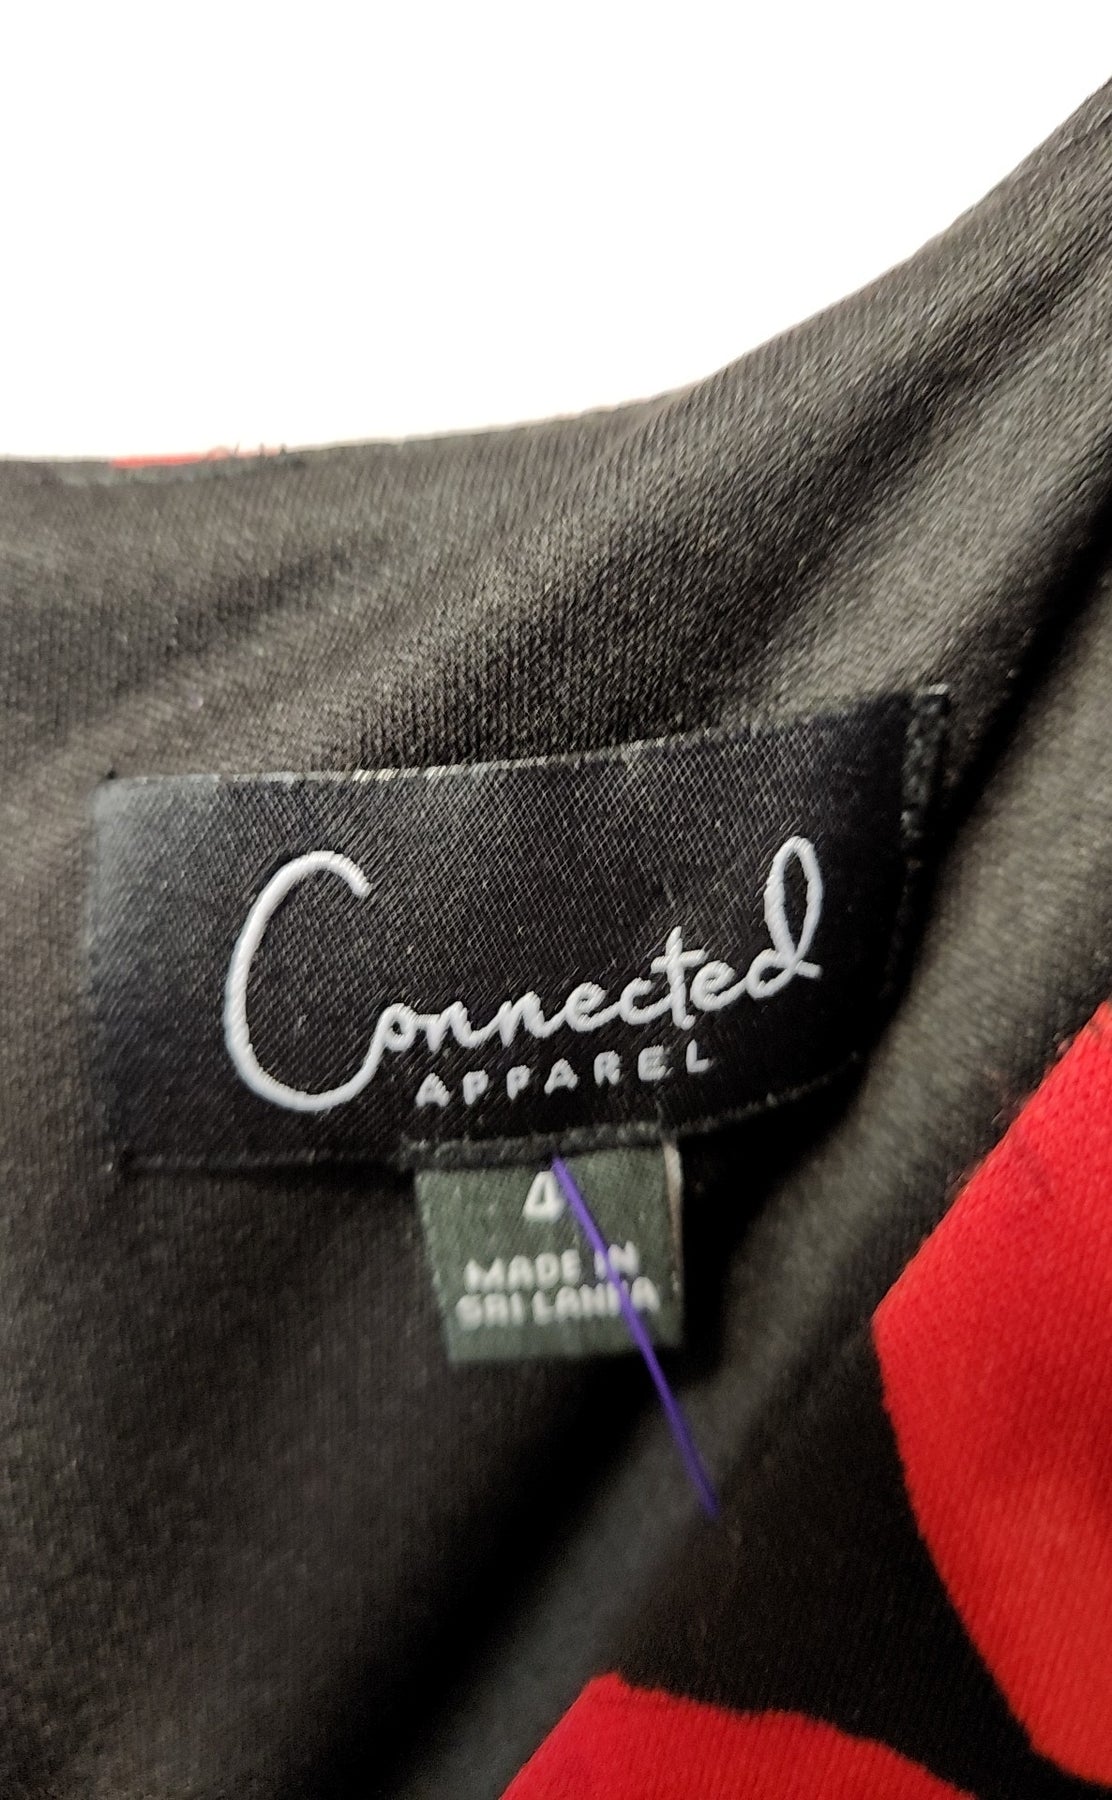 Connected
APPAREL
4
MADE IN
SRI LANKA